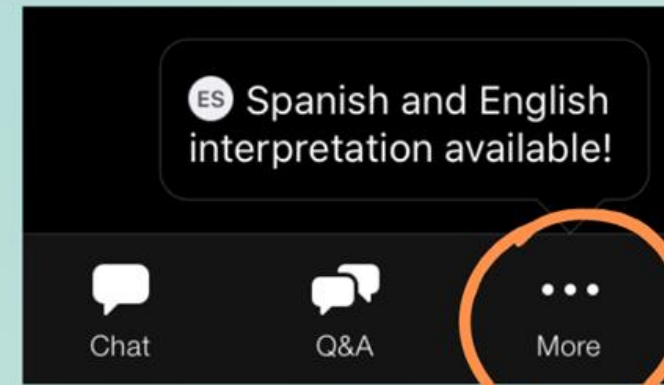 ES Spanish and English
interpretation available!
Chat Q&A More